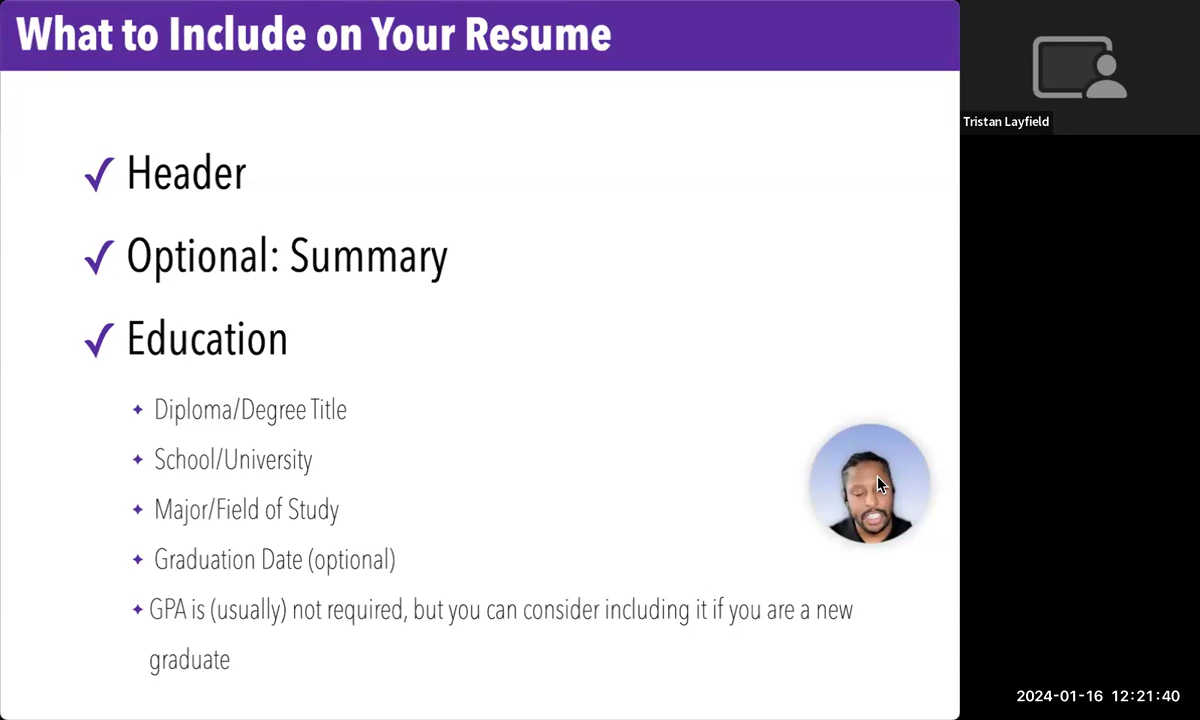 What to Include on Your Resume
Header
Optional: Summary
Education
Diploma/Degree Title
School/University
Major/Field of Study
Graduation Date (optional)
GPA is (usually) not required, but you can consider including it if you are a new
graduate
Tristan Layfield
2024-01-16 12:21:40